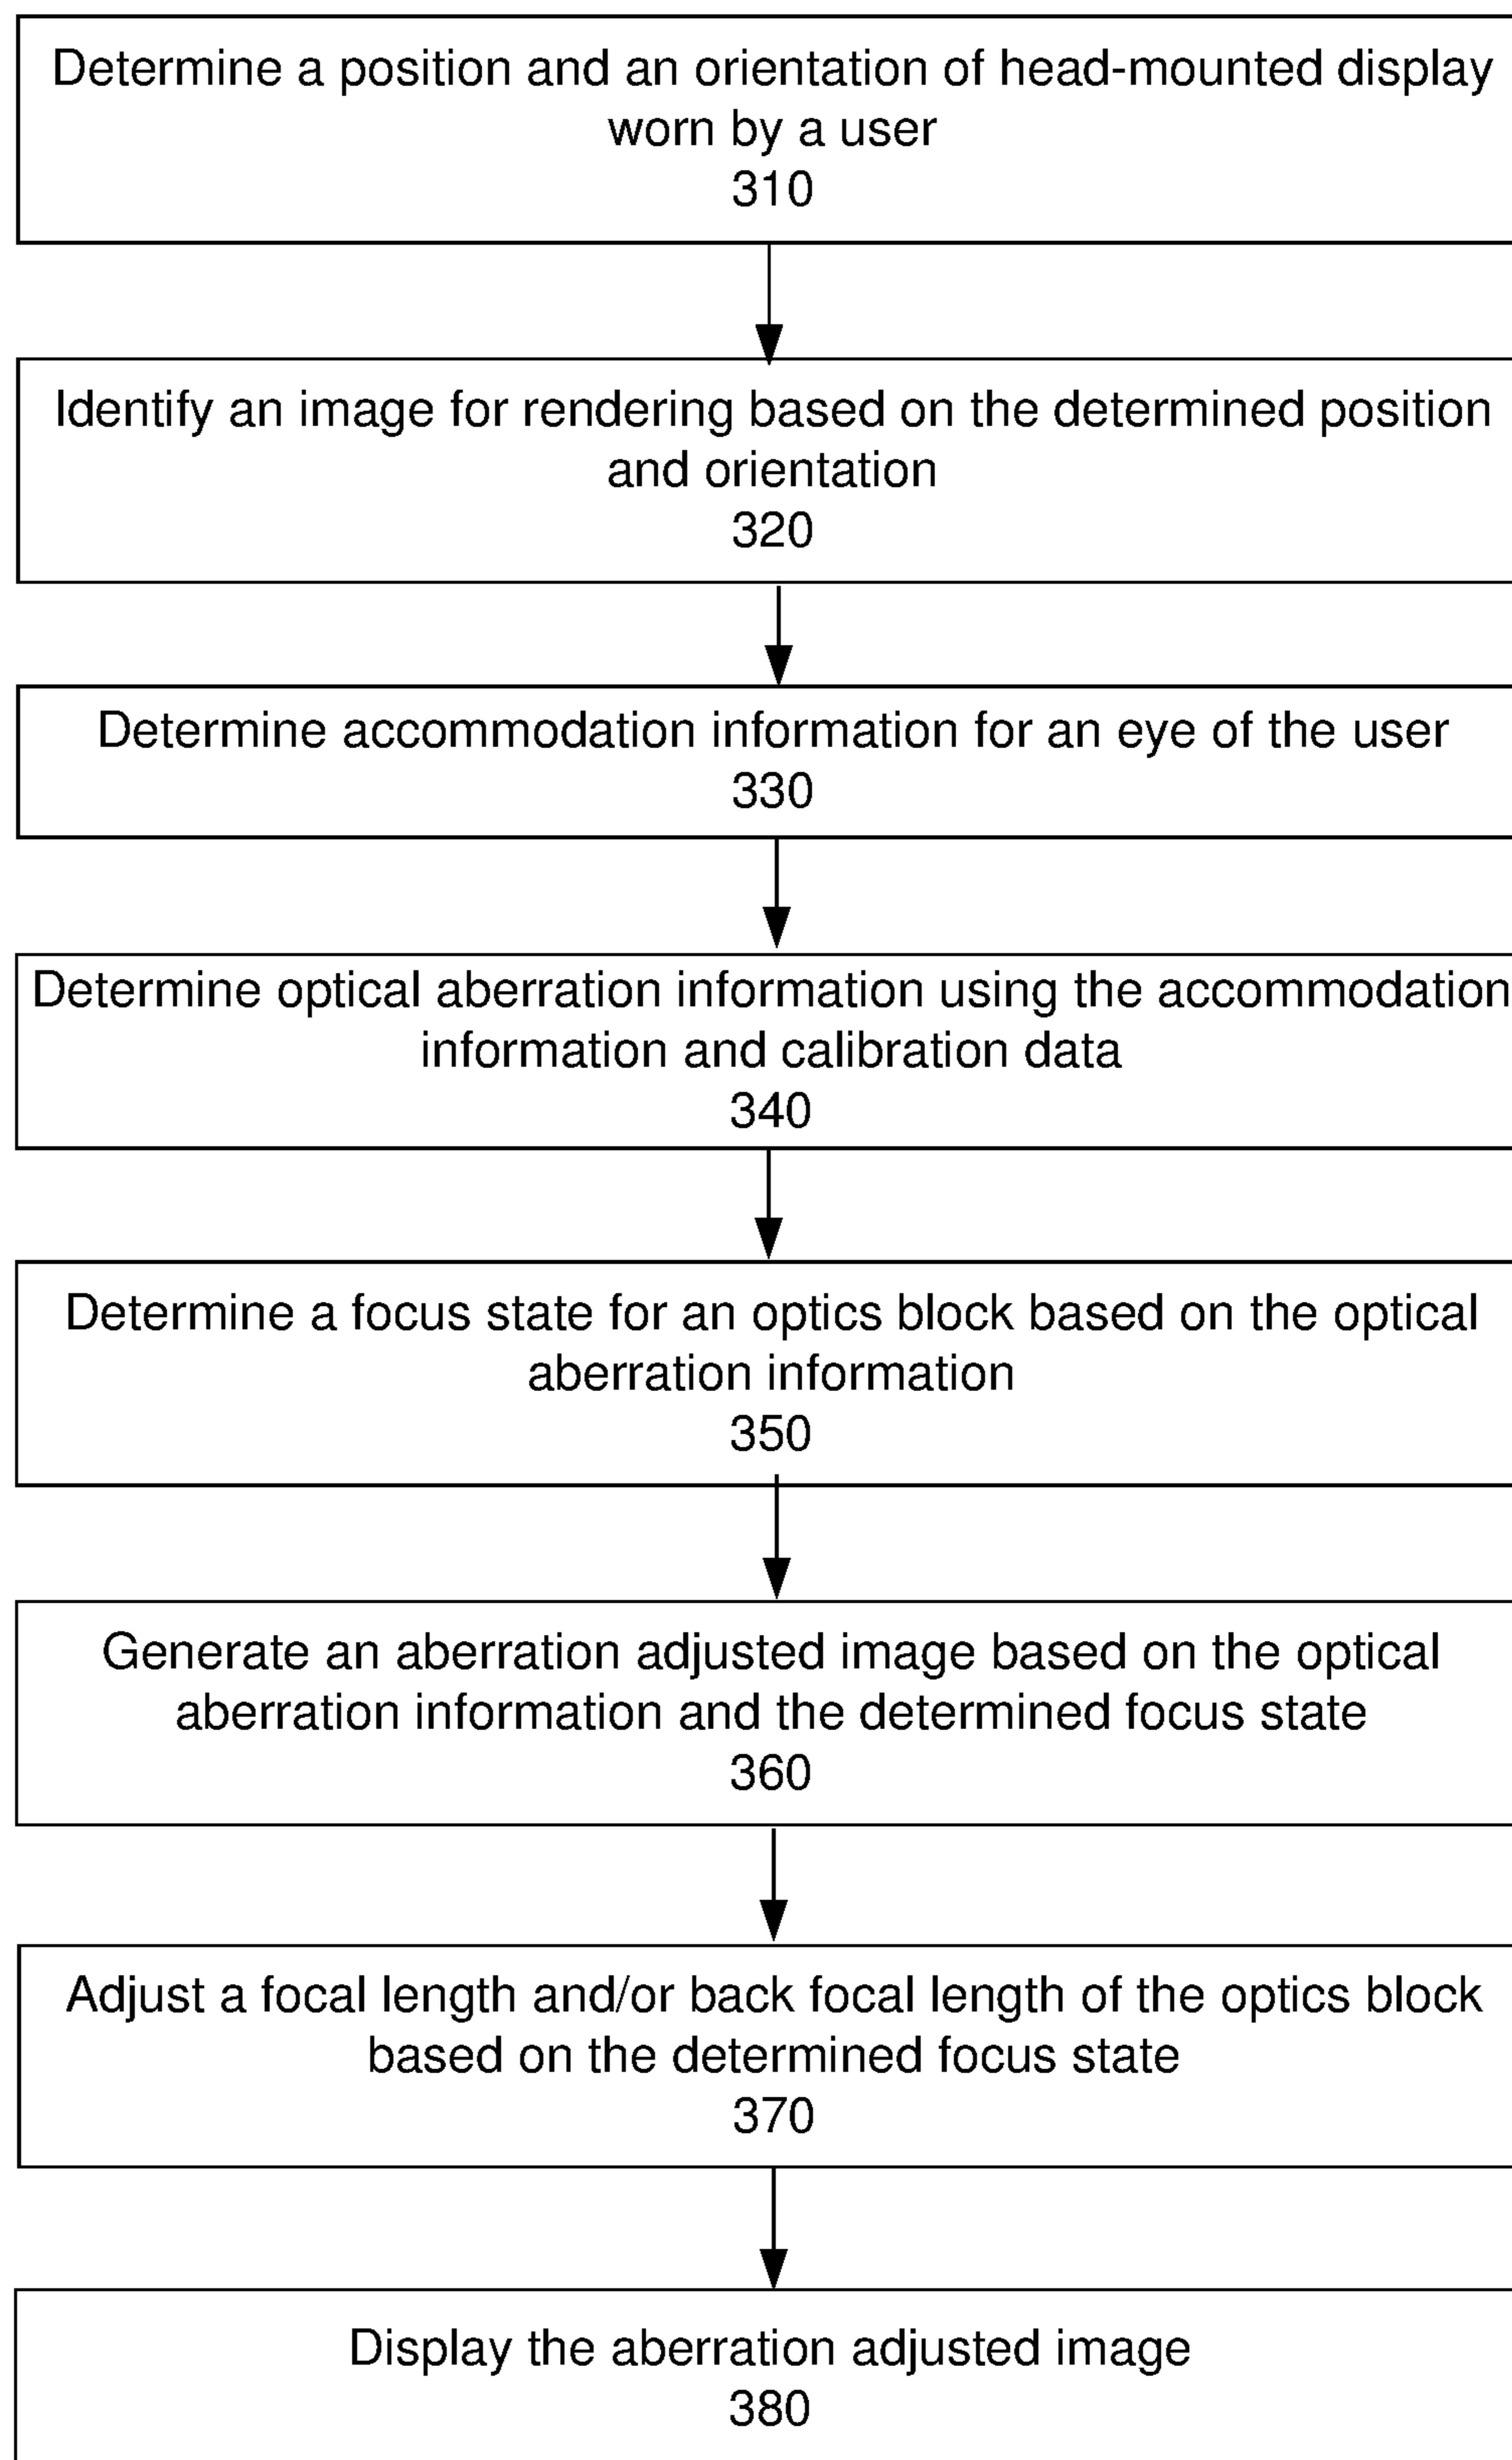 Determine a position and an orientation of head-mounted display
worn by a user
310
Identify an image for rendering based on the determined position
and orientation
320
Determine accommodation information for an eye of the user
330
Determine optical aberration information using the accommodation
information and calibration data
340
Determine a focus state for an optics block based on the optical
aberration information
350
Generate an aberration adjusted image based on the optical
aberration information and the determined focus state
360
Adjust a focal length and/or back focal length of the optics block
based on the determined focus state
370
Display the aberration adjusted image
380